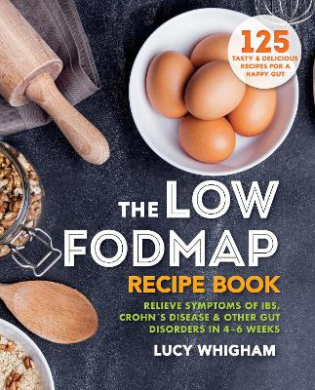 125
TASTY & DELICIOUS
RECIPES FOR A
HAPPY GUT
THE LOW
FODMAP
RECIPE BOOK
RELIEVE SYMPTOMS OF IBS,
CROHN'S DISEASE & OTHER GUT
DISORDERS IN 4–6 WEEKS
LUCY WHIGHAM